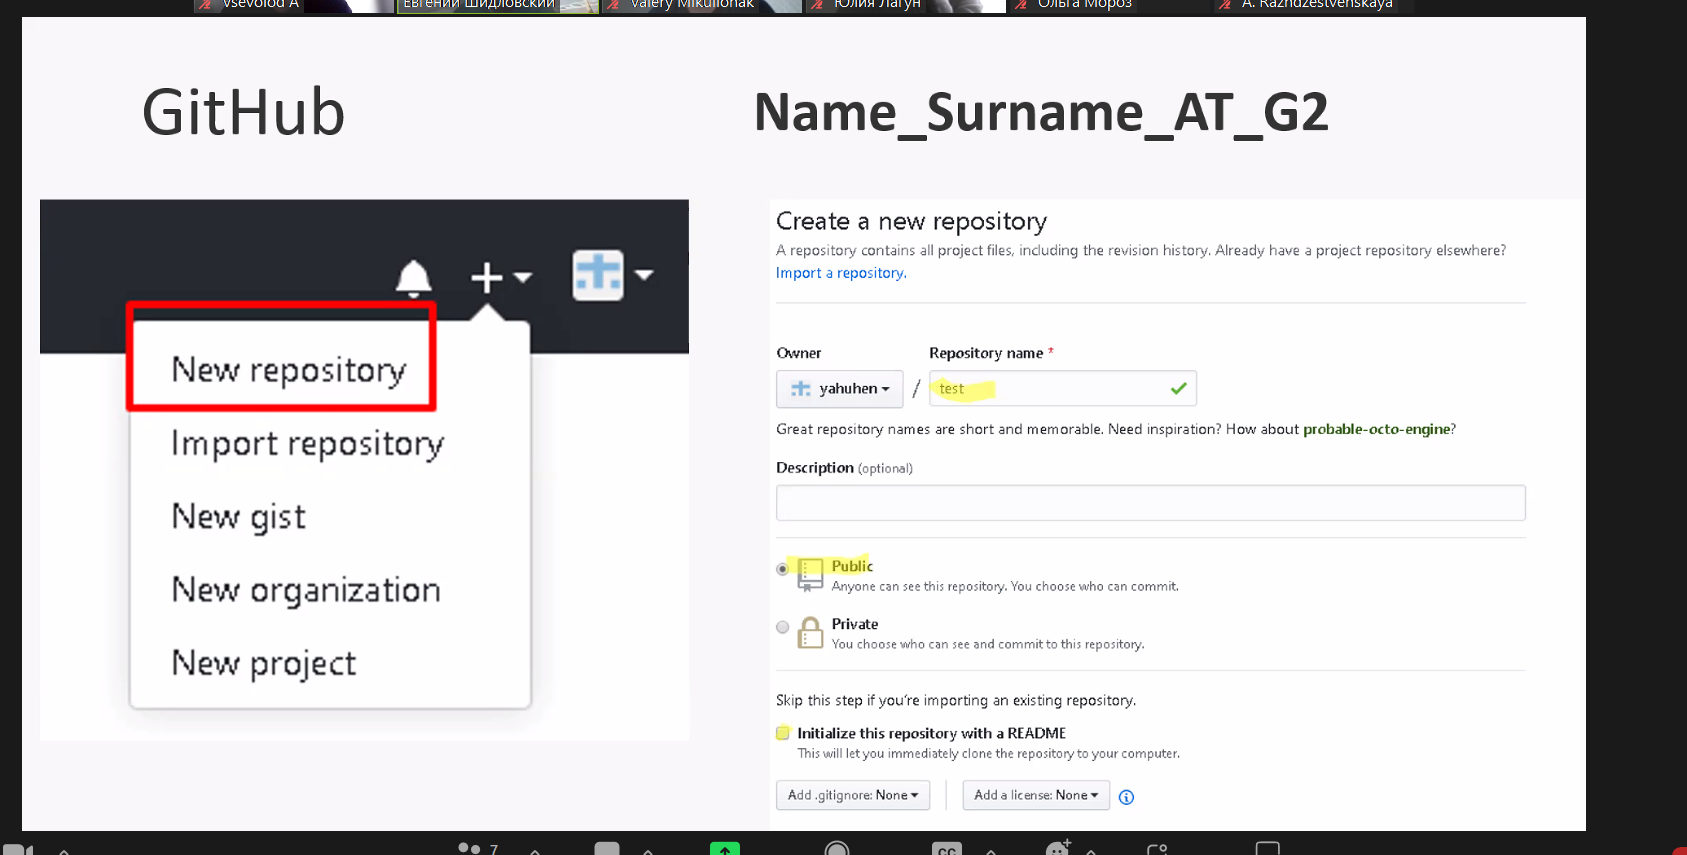 Vsevolod A
Евгений Шидловский
Valery Mikulionak
Юлия Лагун
Ольга Мороз
A. Razhdzestvenskaya
GitHub
Name_Surname_AT_G2
New repository
Import repository
New gist
New organization
New project
Create a new repository
A repository contains all project files, including the revision history. Already have a project repository elsewhere?
Import a repository.
Owner
Repository name *
yahuhen
/
test
Great repository names are short and memorable. Need inspiration? How about probable-octo-engine?
Description (optional)
Public
Anyone can see this repository. You choose who can commit.
Private
You choose who can see and commit to this repository.
Skip this step if you're importing an existing repository.
Initialize this repository with a README
This will let you immediately clone the repository to your computer.
Add .gitignore: None
Add a license: None
7
CC